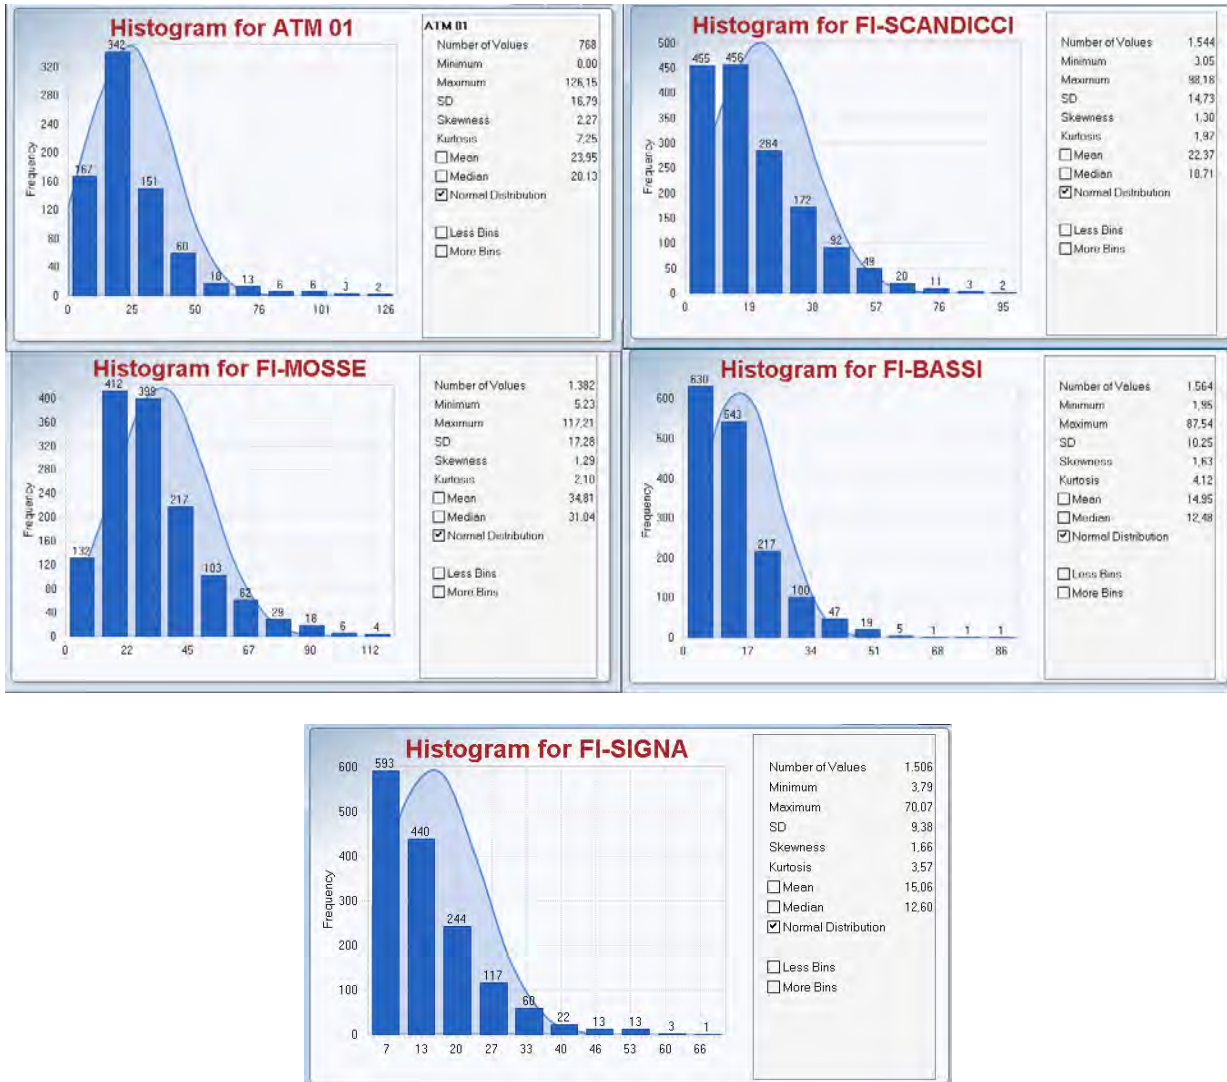 Histogram for ATM 01
Frequency
320
280
240
200
160
120
80
40
0
167
342
151
60
18
13
6
6
3
2
0 25 50 76 101 126
ATM 01
Number of Values 768
Minimum 0.00
Maximum 126,15
SD 16,79
Skewness 2,27
Kurtosis 7,25
Mean 23,95
Median 20,13
Normal Distribution
Less Bins
More Bins
Histogram for FI-SCANDICCI
Frequency
500
450
400
350
300
250
200
150
100
50
0
455
456
284
172
92
49
20
11
3
2
0 19 38 57 76 95
Number of Values 1.544
Minimum 3.05
Maximum 98,18
SD 14,73
Skewness 1,30
Kurtosis 1,97
Mean 22,37
Median 18,71
Normal Distribution
Less Bins
More Bins
Histogram for FI-MOSSE
Frequency
400
360
320
280
240
200
160
120
80
40
0
132
412
399
217
103
62
29
18
6
4
0 22 45 67 90 112
Number of Values 1.382
Minimum 5.23
Maximum 117,21
SD 17,28
Skewness 1,29
Kurtosis 2,10
Mean 34,81
Median 31,04
Normal Distribution
Less Bins
More Bins
Histogram for FI-BASSI
Frequency
600
500
400
300
200
100
0
630
543
217
100
47
19
5
1
1
1
0 17 34 51 68 86
Number of Values 1.564
Minimum 1,95
Maximum 87,54
SD 10,25
Skewness 1,63
Kurtosis 4,12
Mean 14,95
Median 12,48
Normal Distribution
Less Bins
More Bins
Histogram for FI-SIGNA
Frequency
600
500
400
300
200
100
0
593
440
244
117
60
22
13
13
3
1
7 13 20 27 33 40 46 53 60 66
Number of Values 1.506
Minimum 3,79
Maximum 70,07
SD 9,38
Skewness 1,66
Kurtosis 3,57
Mean 15,06
Median 12,60
Normal Distribution
Less Bins
More Bins